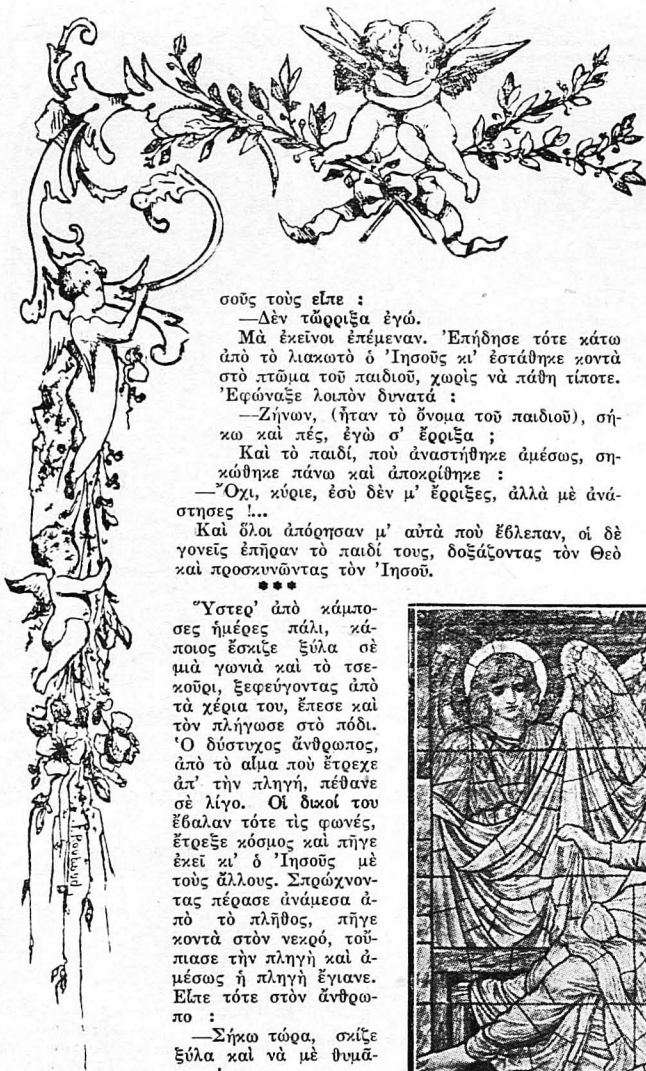 σοῦς τοὺς εἶπε :
—Δὲν τὤρριξα ἐγώ.
Μὰ ἐκεῖνοι ἐπέμεναν. Ἐπήδησε τότε κάτω
ἀπὸ τὸ λιακωτὸ ὁ Ἰησοῦς κι' ἐστάθηκε κοντὰ
στὸ πτῶμα τοῦ παιδιοῦ, χωρὶς νὰ πάθη τίποτε.
Ἐφώναξε λοιπὸν δυνατά :
—Ζήνων, (ἦταν τὸ ὄνομα τοῦ παιδιοῦ), σή-
κω καὶ πές, ἐγὼ σ' ἔρριξα ;
Καὶ τὸ παιδί, ποὺ ἀναστήθηκε ἀμέσως, ση-
κώθηκε πάνω καὶ ἀποκρίθηκε :
—Ὄχι, κύριε, ἐσὺ δὲν μ' ἔρριξες, ἀλλὰ μὲ ἀνά-
στησες !...
Καὶ ὅλοι ἀπόρησαν μ' αὐτὰ ποὺ ἔβλεπαν, οἱ δὲ
γονεῖς ἐπῆραν τὸ παιδί τους, δοξάζοντας τὸν Θεὸ
καὶ προσκυνῶντας τὸν Ἰησοῦ.
***
Ὕστερ' ἀπὸ κάμπο-
σες ἡμέρες πάλι, κά-
ποιος ἔσκιζε ξύλα σὲ
μιὰ γωνιὰ καὶ τὸ τσε-
κοῦρι, ξεφεύγοντας ἀπὸ
τὰ χέρια του, ἔπεσε καὶ
τὸν πλήγωσε στὸ πόδι.
Ὁ δύστυχος ἄνθρωπος,
ἀπὸ τὸ αἷμα ποὺ ἔτρεχε
ἀπ' τὴν πληγή, πέθανε
σὲ λίγο. Οἱ δικοί του
ἔβαλαν τότε τὶς φωνές,
ἔτρεξε κόσμος καὶ πῆγε
ἐκεῖ κι' ὁ Ἰησοῦς μὲ
τοὺς ἄλλους. Σπρώχνον-
τας πέρασε ἀνάμεσα ἀ-
πὸ τὸ πλῆθος, πῆγε
κοντὰ στὸν νεκρό, τοὔ-
πιασε τὴν πληγὴ καὶ ἀ-
μέσως ἡ πληγὴ ἔγιανε.
Εἶπε τότε στὸν ἄνθρω-
πο :
—Σήκω τώρα, σκίζε
ξύλα καὶ νὰ μὲ θυμᾶ-